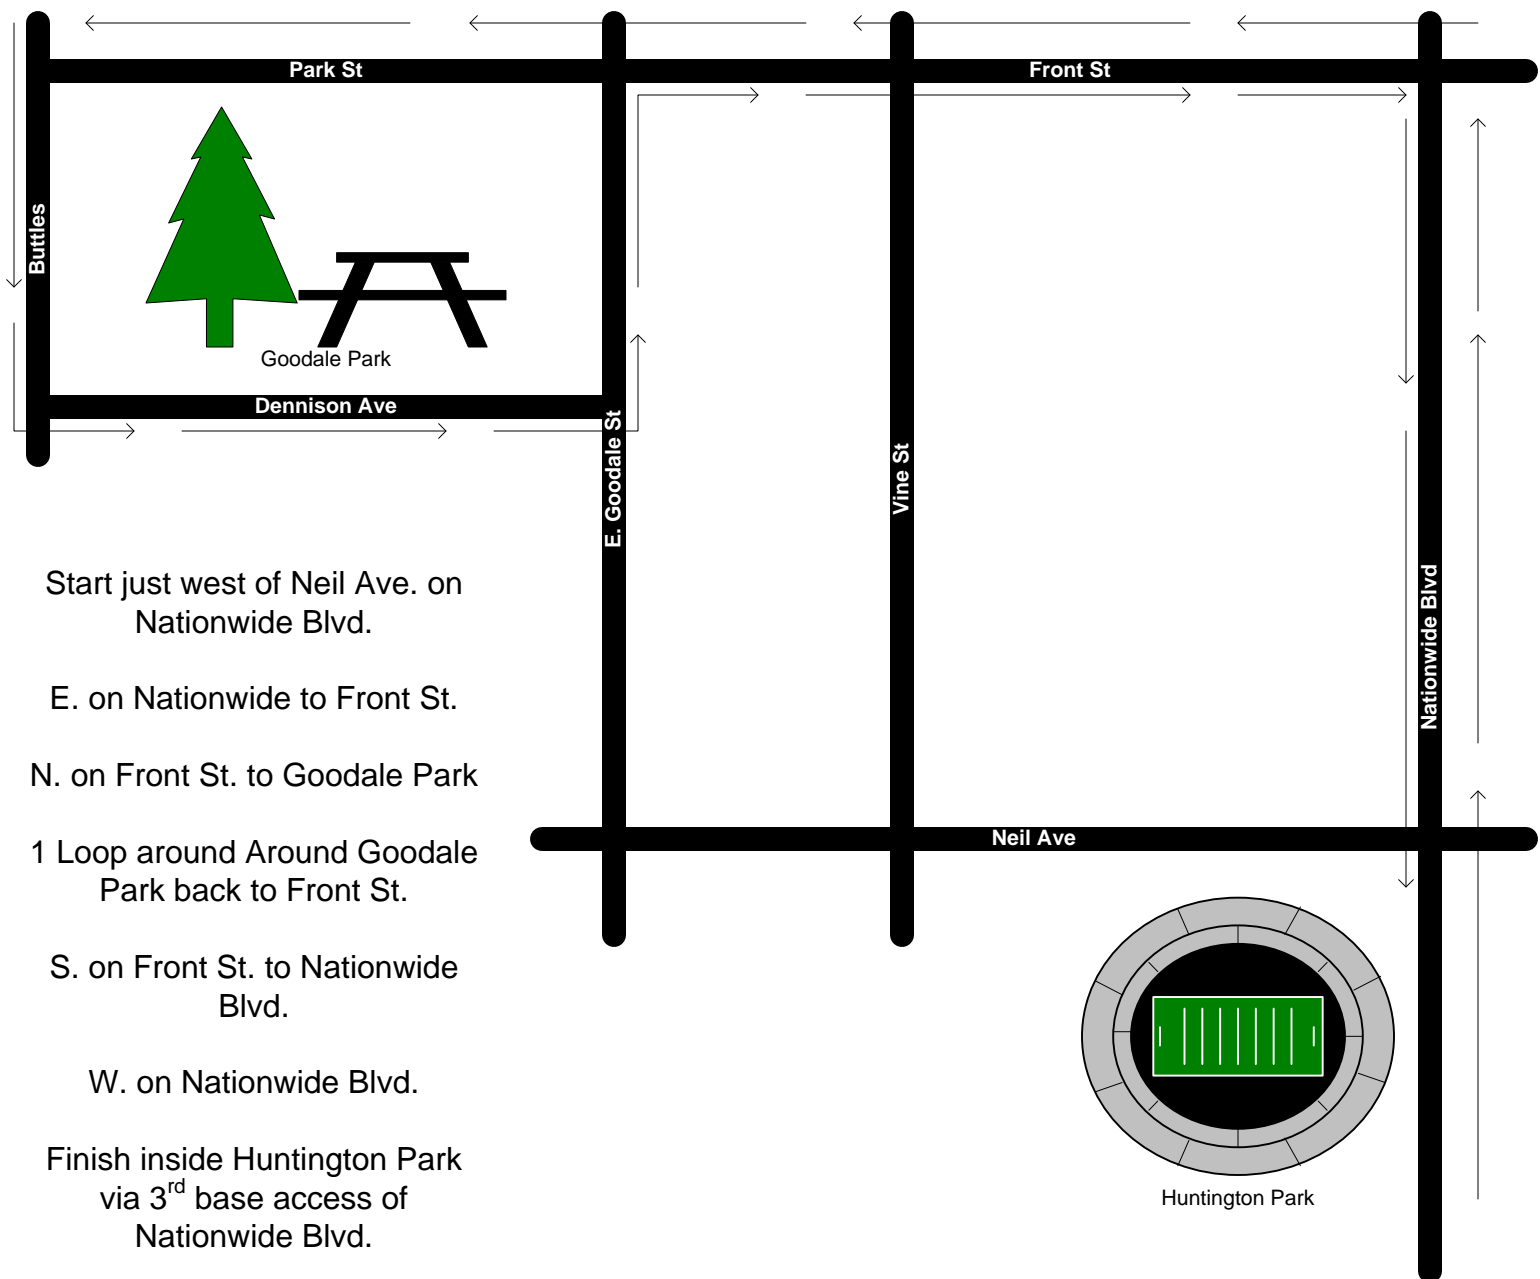 Park St
Front St
Buttles
Goodale Park
Dennison Ave
E. Goodale St
Vine St
Nationwide Blvd
Start just west of Neil Ave. on
Nationwide Blvd.
E. on Nationwide to Front St.
N. on Front St. to Goodale Park
1 Loop around Around Goodale
Park back to Front St.
S. on Front St. to Nationwide
Blvd.
W. on Nationwide Blvd.
Finish inside Huntington Park
via 3rd base access of
Nationwide Blvd.
Neil Ave
Huntington Park